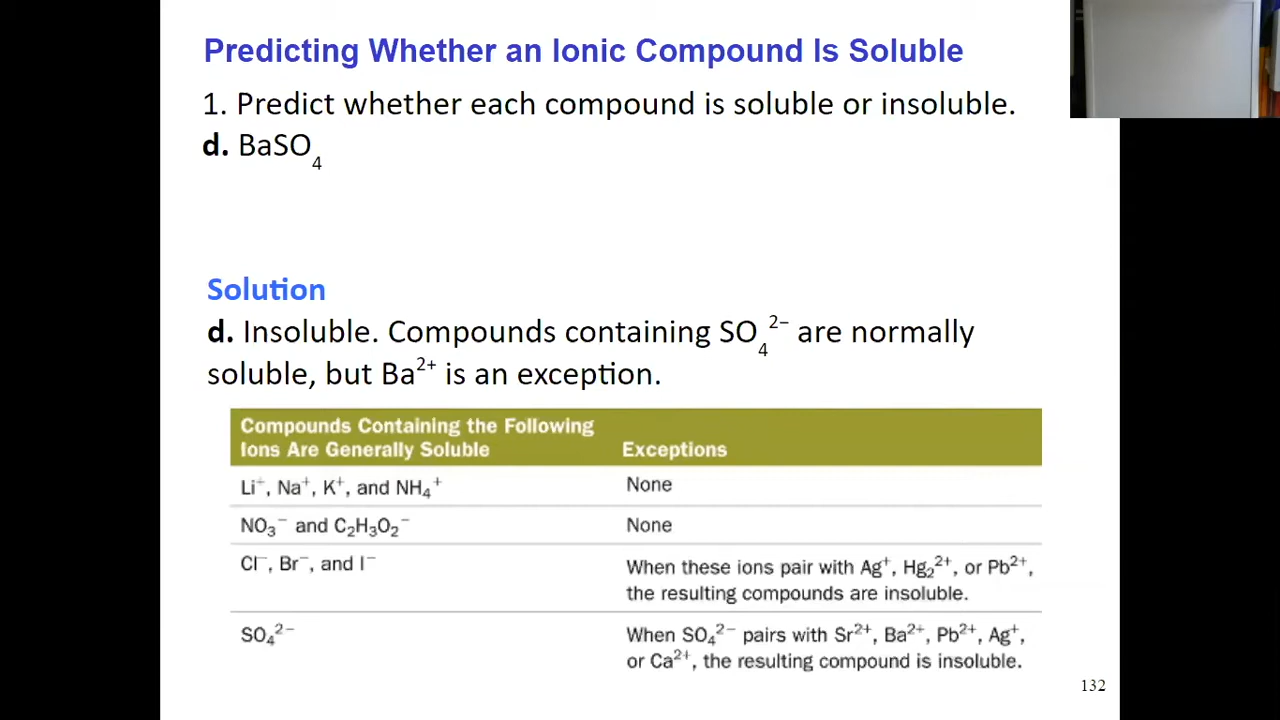 Predicting Whether an Ionic Compound Is Soluble
1. Predict whether each compound is soluble or insoluble.
d. BaSO₄
Solution
d. Insoluble. Compounds containing SO₄²⁻ are normally
soluble, but Ba²⁺ is an exception.
Compounds Containing the Following
Ions Are Generally Soluble
Exceptions
Li⁺, Na⁺, K⁺, and NH₄⁺
None
NO₃⁻ and C₂H₃O₂⁻
None
Cl⁻, Br⁻, and I⁻
When these ions pair with Ag⁺, Hg₂²⁺, or Pb²⁺,
the resulting compounds are insoluble.
SO₄²⁻
When SO₄²⁻ pairs with Sr²⁺, Ba²⁺, Pb²⁺, Ag⁺,
or Ca²⁺, the resulting compound is insoluble.
132